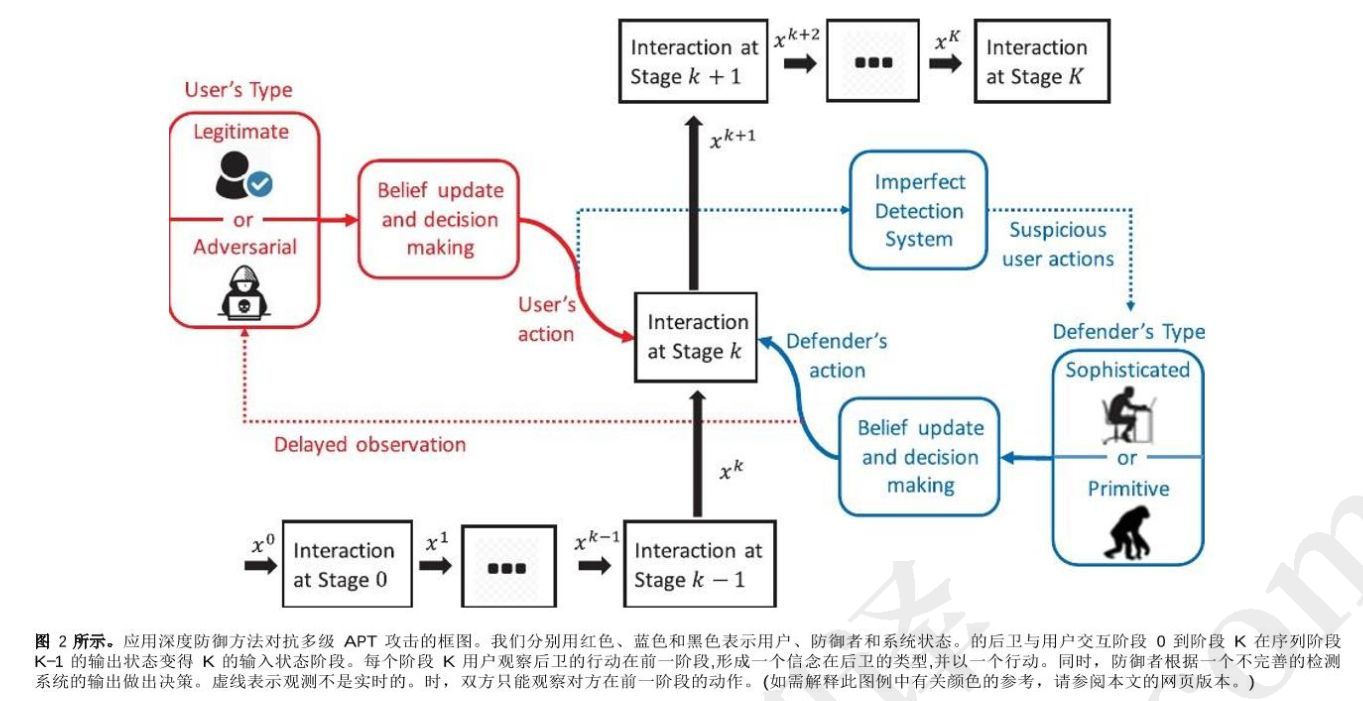 Interaction at
Stage k + 1
x^{k+2}
x^K
Interaction
at Stage K
User's Type
Legitimate
or
Adversarial
Belief update
and decision
making
x^{k+1}
Imperfect
Detection
System
Suspicious
user actions
User's
action
Interaction
at Stage k
Defender's
action
Defender's Type
Sophisticated
or
Primitive
Belief update
and decision
making
Delayed observation
x^k
x^0
Interaction
at Stage 0
x^1
x^{k-1}
Interaction at
Stage k − 1
图 2 所示。应用深度防御方法对抗多级 APT 攻击的框图。我们分别用红色、蓝色和黑色表示用户、防御者和系统状态。的后卫与用户交互阶段 0 到阶段 K 在序列阶段
K-1 的输出状态变得 K 的输入状态阶段。每个阶段 K 用户观察后卫的行动在前一阶段,形成一个信念在后卫的类型,并以一个行动。同时，防御者根据一个不完善的检测
系统的输出做出决策。虚线表示观测不是实时的。时，双方只能观察对方在前一阶段的动作。(如需解释此图例中有关颜色的参考，请参阅本文的网页版本。)